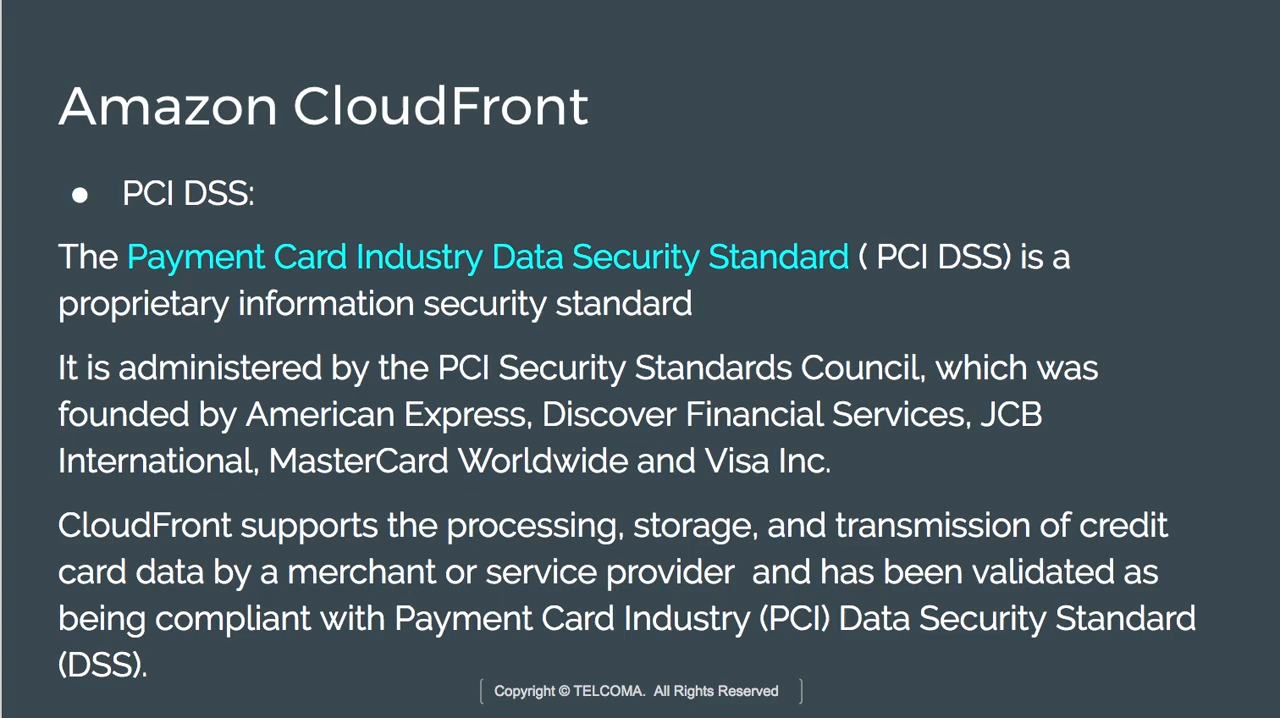 Amazon CloudFront
● PCI DSS:
The Payment Card Industry Data Security Standard ( PCI DSS) is a
proprietary information security standard
It is administered by the PCI Security Standards Council, which was
founded by American Express, Discover Financial Services, JCB
International, MasterCard Worldwide and Visa Inc.
CloudFront supports the processing, storage, and transmission of credit
card data by a merchant or service provider  and has been validated as
being compliant with Payment Card Industry (PCI) Data Security Standard
(DSS).
Copyright © TELCOMA.  All Rights Reserved